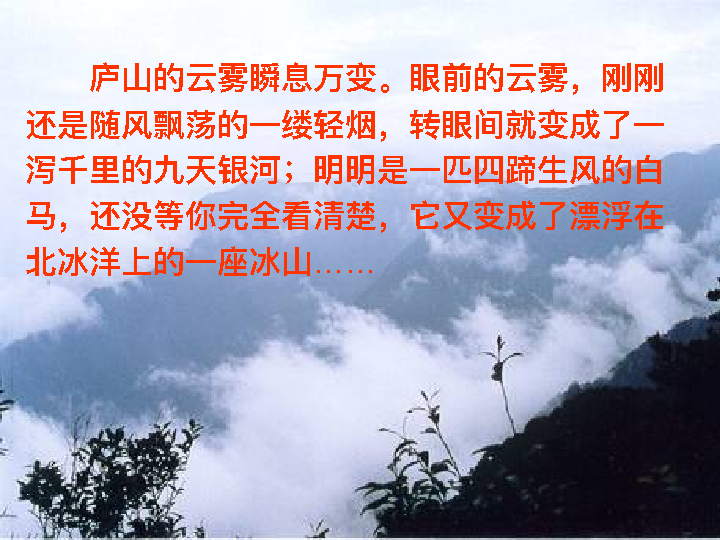 庐山的云雾瞬息万变。眼前的云雾，刚刚
还是随风飘荡的一缕轻烟，转眼间就变成了一
泻千里的九天银河；明明是一匹四蹄生风的白
马，还没等你完全看清楚，它又变成了漂浮在
北冰洋上的一座冰山……